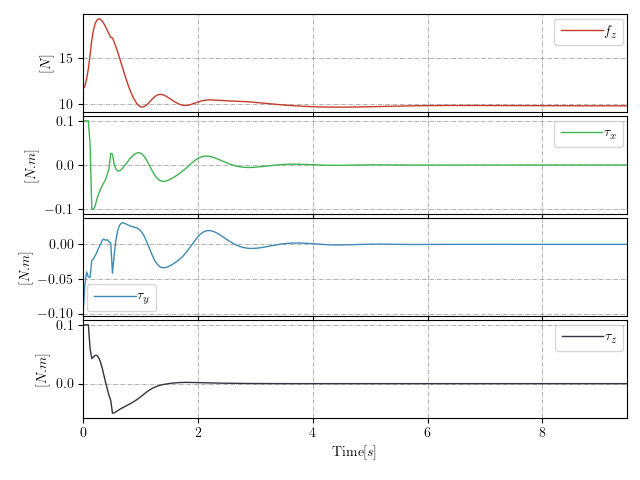 [N]
15
10
f_z
[N.m]
0.1
0.0
−0.1
τ_x
[N.m]
0.00
−0.05
−0.10
τ_y
[N.m]
0.1
0.0
τ_z
0 2 4 6 8
Time[s]